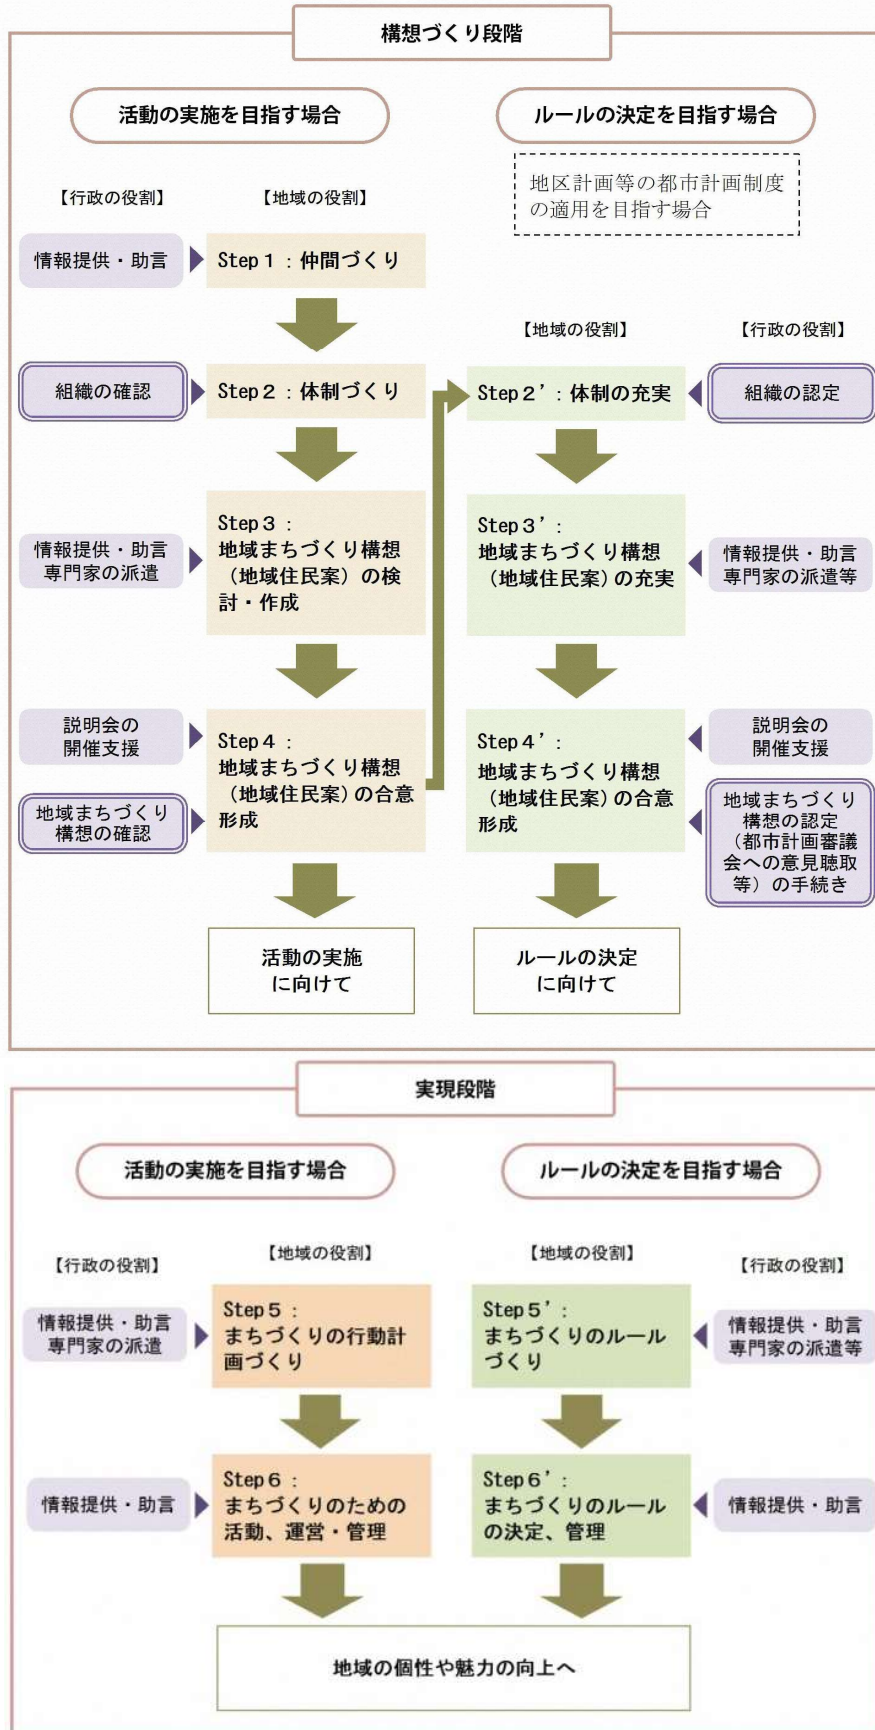 構想づくり段階
活動の実施を目指す場合
ルールの決定を目指す場合
地区計画等の都市計画制度
の適用を目指す場合
【行政の役割】
【地域の役割】
情報提供・助言
Step１：仲間づくり
【地域の役割】
【行政の役割】
組織の確認
Step２：体制づくり
Step２’：体制の充実
組織の認定
情報提供・助言
専門家の派遣
Step３：
地域まちづくり構想
（地域住民案）の検
討・作成
Step３’：
地域まちづくり構想
（地域住民案）の充実
情報提供・助言
専門家の派遣等
説明会の
開催支援
地域まちづくり
構想の確認
Step４：
地域まちづくり構想
（地域住民案）の合意
形成
Step４’：
地域まちづくり構想
（地域住民案）の合意
形成
説明会の
開催支援
地域まちづくり
構想の認定
（都市計画審議
会への意見聴取
等）の手続き
活動の実施
に向けて
ルールの決定
に向けて
実現段階
活動の実施を目指す場合
ルールの決定を目指す場合
【行政の役割】
【地域の役割】
【地域の役割】
【行政の役割】
情報提供・助言
専門家の派遣
Step５：
まちづくりの行動計
画づくり
Step５’：
まちづくりのルール
づくり
情報提供・助言
専門家の派遣等
情報提供・助言
Step６：
まちづくりのための
活動、運営・管理
Step６’：
まちづくりのルール
の決定、管理
情報提供・助言
地域の個性や魅力の向上へ